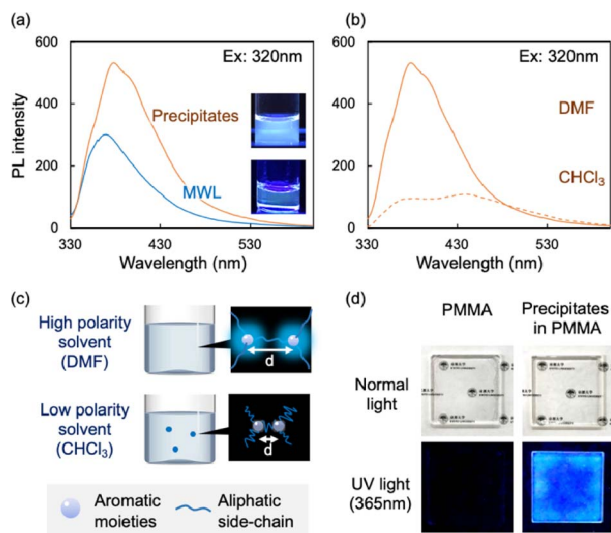 (a)
600
Ex: 320nm
400
Precipitates
200
MWL
0
330
430
530
PL intensity
Wavelength (nm)
(b)
600
Ex: 320nm
DMF
400
CHCl₃
200
0
330
430
530
Wavelength (nm)
(c)
High polarity
solvent
(DMF)
d
Low polarity
solvent
(CHCl₃)
d
Aromatic
moieties
Aliphatic
side-chain
(d)
PMMA
Precipitates
in PMMA
Normal
light
UV light
(365nm)